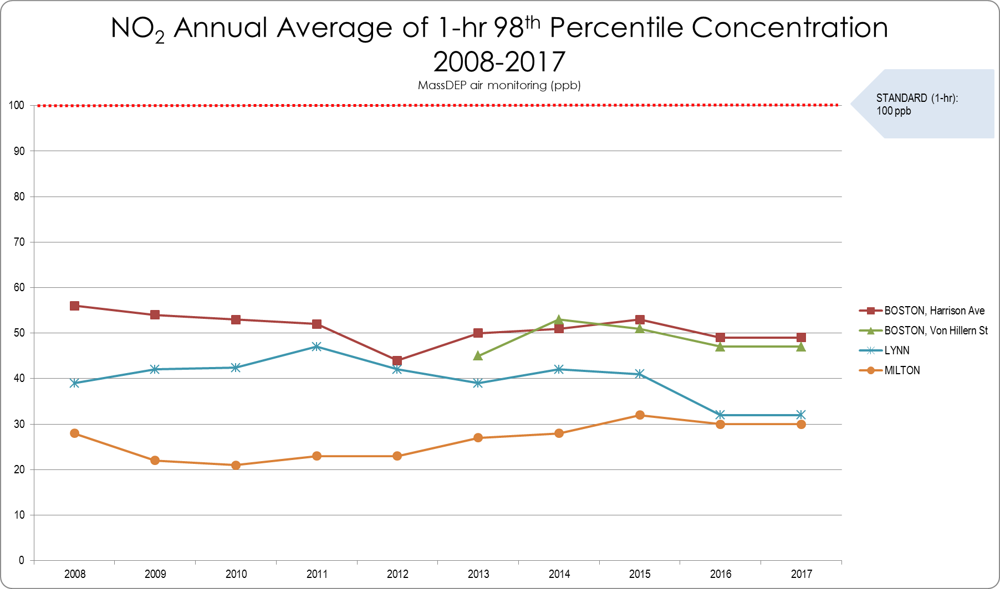 NO₂ Annual Average of 1-hr 98th Percentile Concentration
2008-2017
MassDEP air monitoring (ppb)
STANDARD (1-hr):
100 ppb
100
90
80
70
60
50
40
30
20
10
0
2008 2009 2010 2011 2012 2013 2014 2015 2016 2017
BOSTON, Harrison Ave
BOSTON, Von Hillern St
LYNN
MILTON